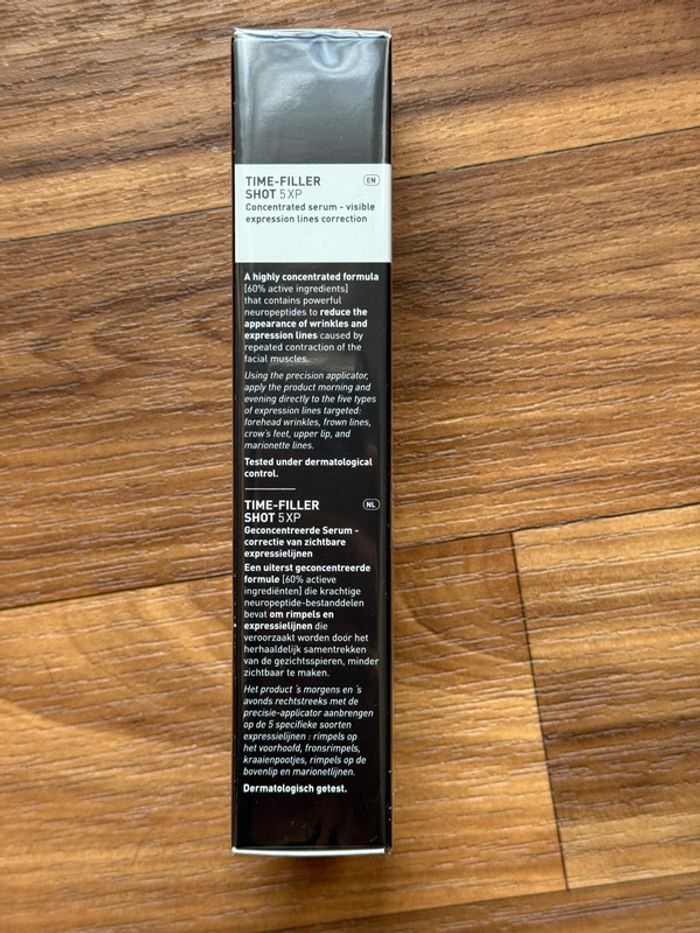 TIME-FILLER
EN
SHOT 5XP
Concentrated serum - visible
expression lines correction
A highly concentrated formula
[60% active ingredients]
that contains powerful
neuropeptides to reduce the
appearance of wrinkles and
expression lines caused by
repeated contraction of the
facial muscles.
Using the precision applicator,
apply the product morning and
evening directly to the five types
of expression lines targeted:
forehead wrinkles, frown lines,
crow's feet, upper lip, and
marionette lines.
Tested under dermatological
control.
TIME-FILLER
NL
SHOT 5XP
Geconcentreerde Serum -
correctie van zichtbare
expressielijnen
Een uiterst geconcentreerde
formule [60% actieve
ingrediënten] die krachtige
neuropeptide-bestanddelen
bevat om rimpels en
expressielijnen die
veroorzaakt worden door het
herhaaldelijk samentrekken
van de gezichtsspieren, minder
zichtbaar te maken.
Het product 's morgens en 's
avonds rechtstreeks met de
precisie-applicator aanbrengen
op de 5 specifieke soorten
expressielijnen : rimpels op
het voorhoofd, fronsrimpels,
kraaienpootjes, rimpels op de
bovenlip en marionetlijnen.
Dermatologisch getest.